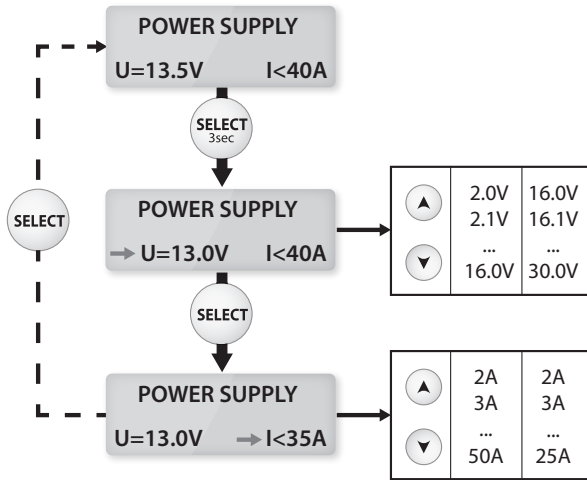 POWER SUPPLY
U=13.5V I<40A
SELECT
3sec
SELECT
POWER SUPPLY
U=13.0V I<40A
2.0V 16.0V
2.1V 16.1V
... ...
16.0V 30.0V
SELECT
POWER SUPPLY
U=13.0V I<35A
2A 2A
3A 3A
... ...
50A 25A